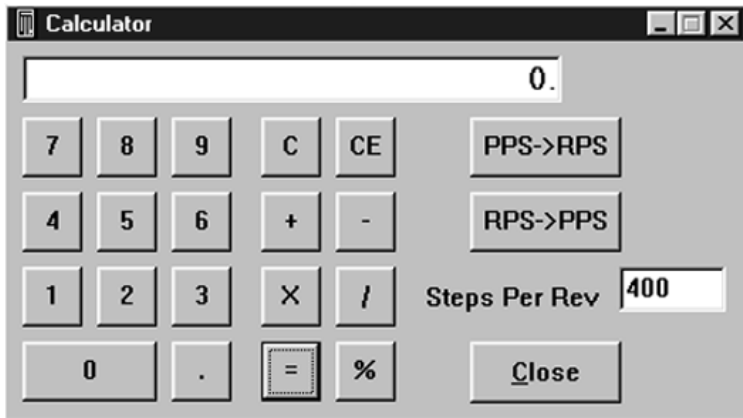 Calculator
0.
7 8 9 C CE PPS->RPS
4 5 6 + - RPS->PPS
1 2 3 X / Steps Per Rev 400
0 . = % Close